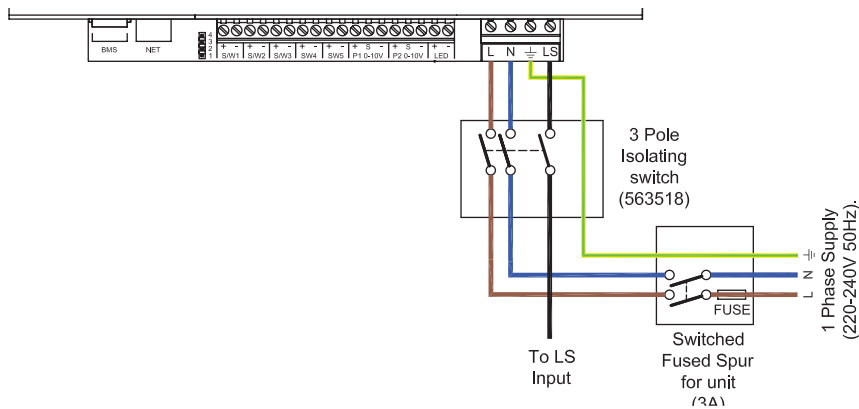 BMS
NET
4
3
2
1
+ - + - + - + - + - + S - + S - + -
S/W1 S/W2 S/W3 SW4 SW5 P1 0-10V P2 0-10V LED
L N LS
3 Pole
Isolating
switch
(563518)
1 Phase Supply
(220-240V 50Hz).
N
L
FUSE
Switched
Fused Spur
for unit
(3A)
To LS
Input